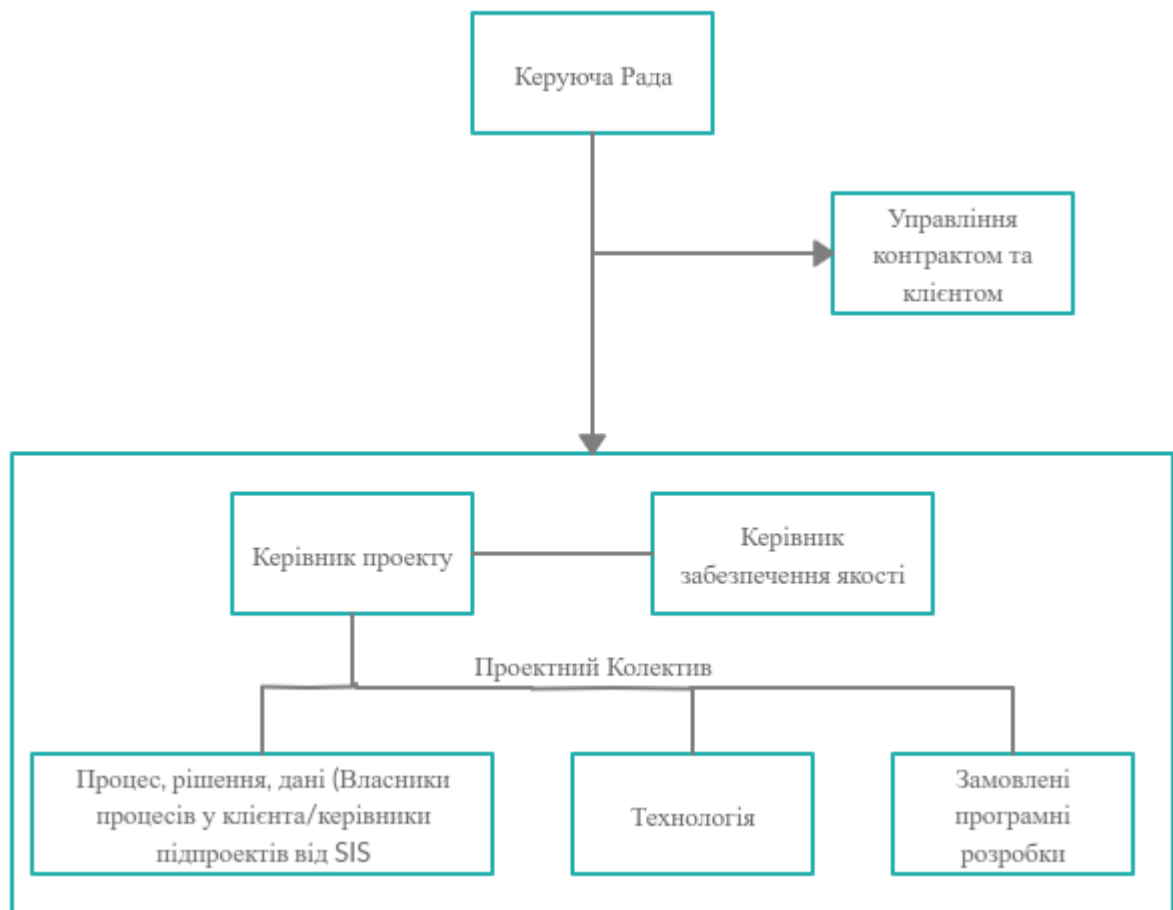 Керуюча Рада
Управління
контрактом та
клієнтом
Керівник проекту
Керівник
забезпечення якості
Проектний Колектив
Процес, рішення, дані (Власники
процесів у клієнта/керівники
підпроектів від SIS
Технологія
Замовлені
програмні
розробки